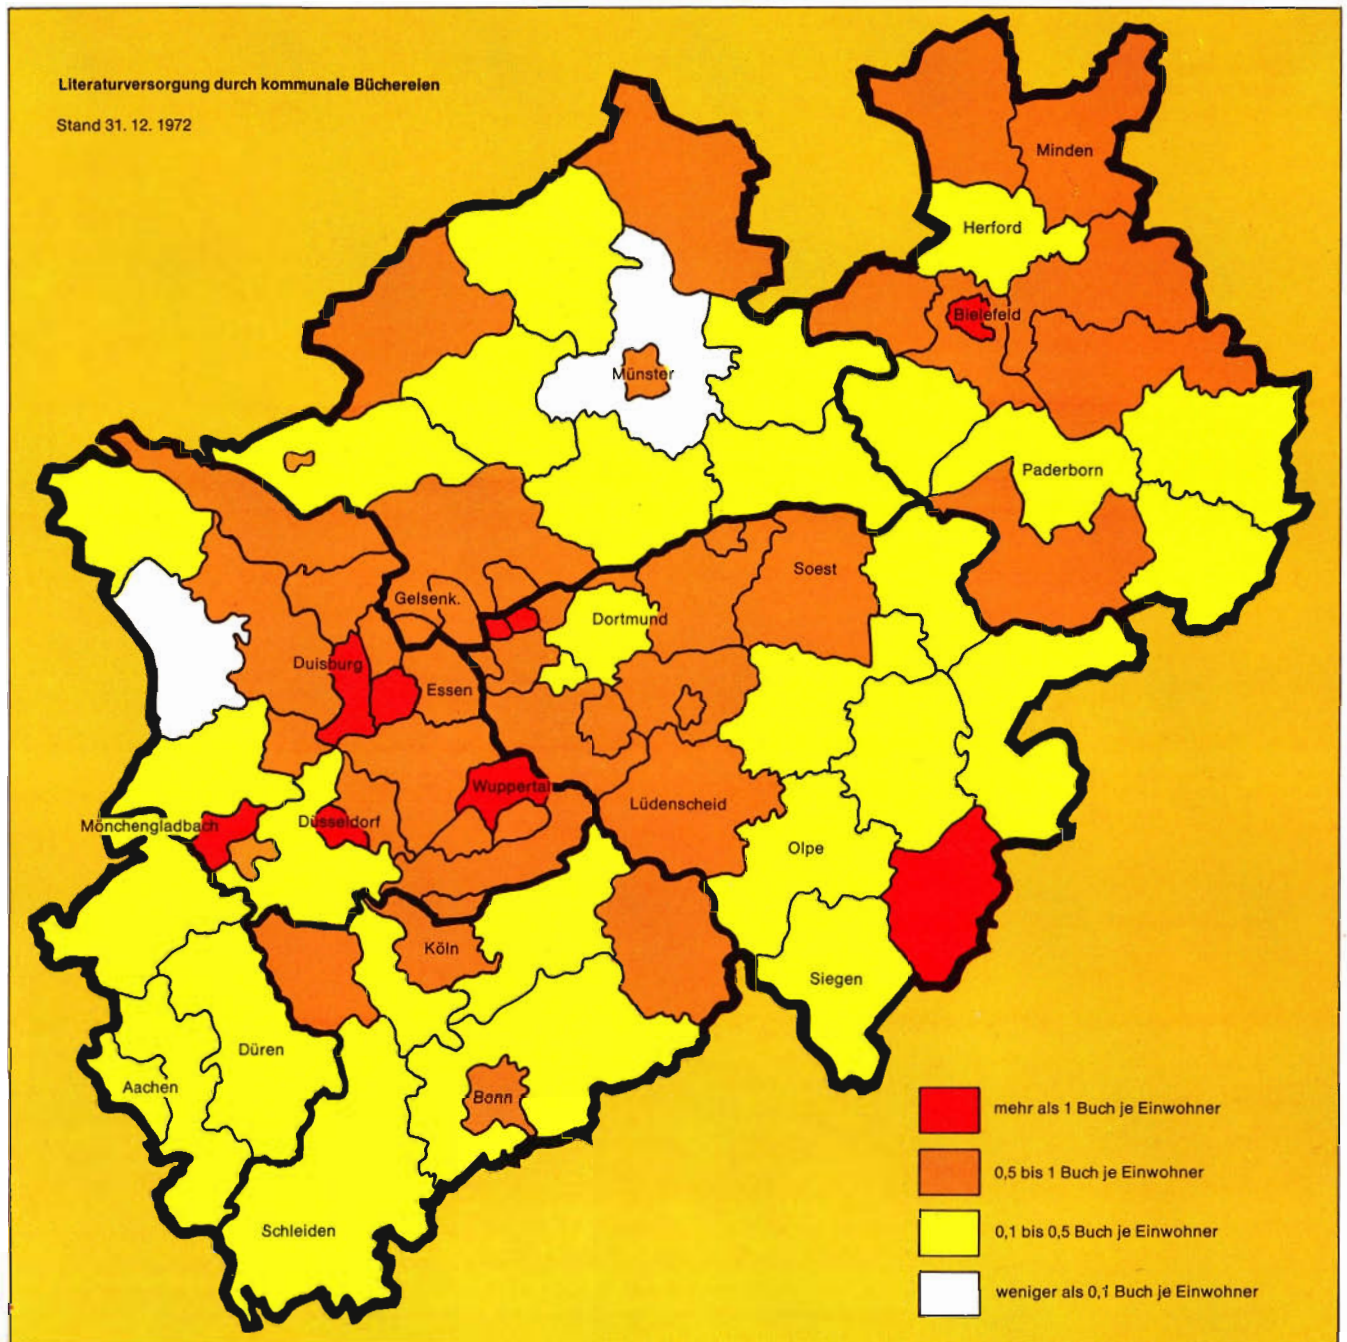 Literaturversorgung durch kommunale Büchereien
Stand 31. 12. 1972
Minden
Herford
Bielefeld
Münster
Paderborn
Soest
Gelsenk.
Dortmund
Duisburg
Essen
Wuppertal
Lüdenscheid
Mönchengladbach
Düsseldorf
Olpe
Köln
Siegen
Düren
Aachen
Bonn
Schleiden
mehr als 1 Buch je Einwohner
0,5 bis 1 Buch je Einwohner
0,1 bis 0,5 Buch je Einwohner
weniger als 0,1 Buch je Einwohner